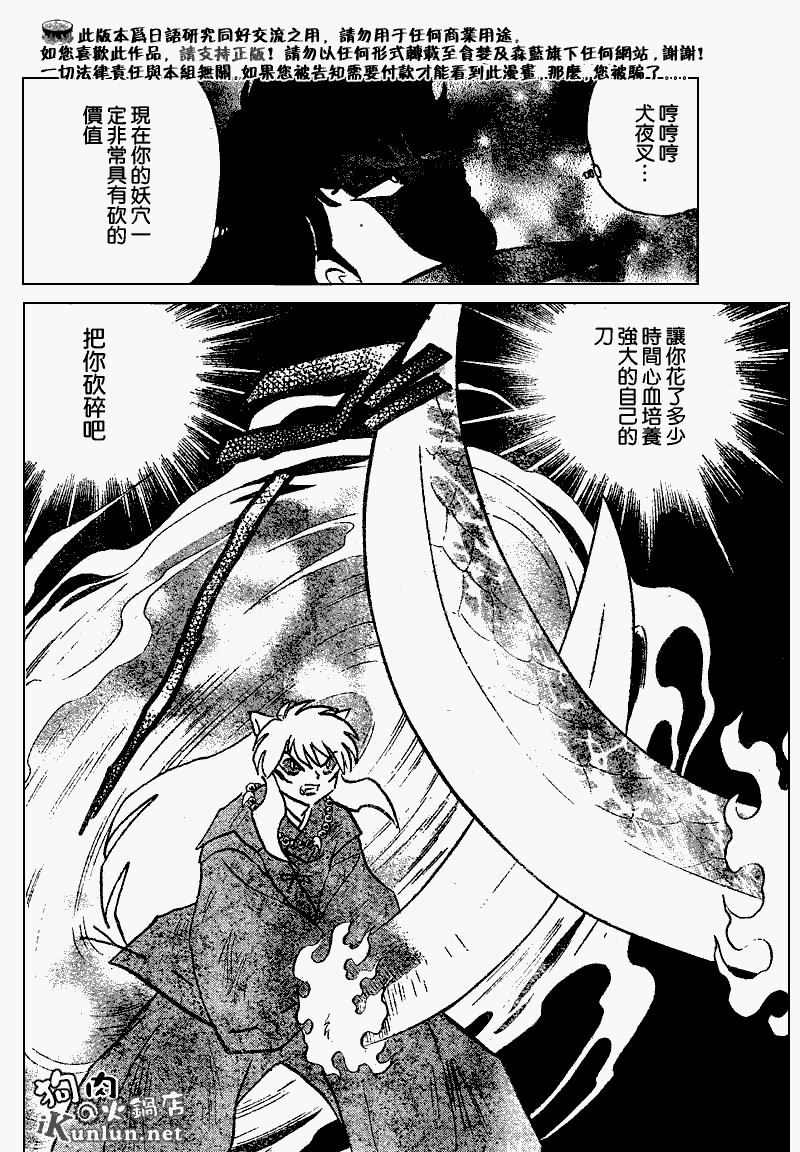 此版本爲日語研究同好交流之用，請勿用于任何商業用途。
如您喜歡此作品，請支持正版！請勿以任何形式轉載至貪婪及森藍旗下任何網站，謝謝！
一切法律責任與本組無關。如果您被告知需要付款才能看到此漫畫，那麼，您被騙了……
哼哼哼
犬夜叉…
現在你的妖穴一
定非常具有砍的
價值
讓你花了多少
時間心血培養
強大的自己的
刀
把你砍碎吧
狗肉
の火鍋店
iKunlun.net